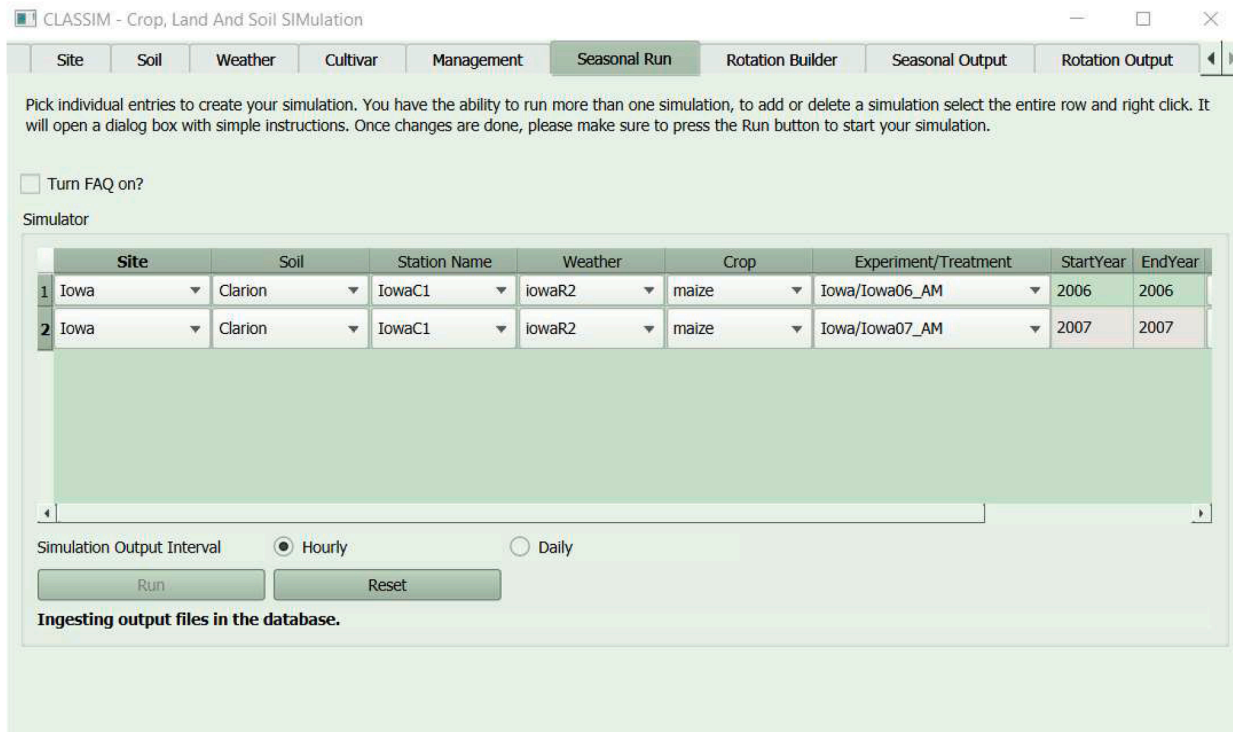 CLASSIM - Crop, Land And Soil SIMulation
Site Soil Weather Cultivar Management Seasonal Run Rotation Builder Seasonal Output Rotation Output
Pick individual entries to create your simulation. You have the ability to run more than one simulation, to add or delete a simulation select the entire row and right click. It
will open a dialog box with simple instructions. Once changes are done, please make sure to press the Run button to start your simulation.
Turn FAQ on?
Simulator
Site Soil Station Name Weather Crop Experiment/Treatment StartYear EndYear
1 Iowa Clarion IowaC1 iowaR2 maize Iowa/Iowa06_AM 2006 2006
2 Iowa Clarion IowaC1 iowaR2 maize Iowa/Iowa07_AM 2007 2007
Simulation Output Interval Hourly Daily
Run Reset
Ingesting output files in the database.